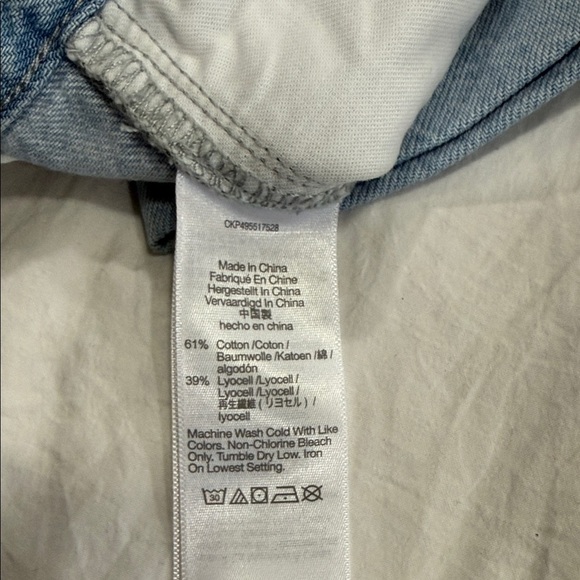 CKP495517528
Made in China
Fabriqué En Chine
Hergestellt In China
Vervaardigd In China
中国製
hecho en china
61% Cotton /Coton/
Baumwolle /Katoen /綿 /
algodón
39% Lyocell /Lyocell /
Lyocell /Lyocell /
再生繊維 ( リヨセル ) /
lyocell
Machine Wash Cold With Like
Colors. Non-Chlorine Bleach
Only. Tumble Dry Low. Iron
On Lowest Setting.
30